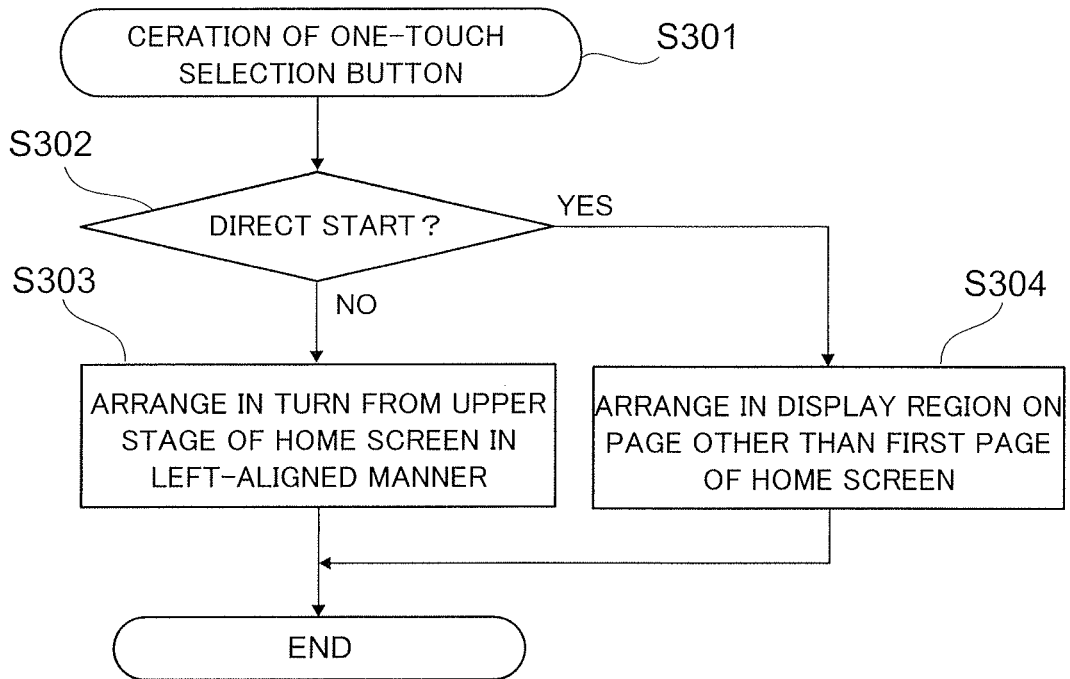 CERATION OF ONE-TOUCH
SELECTION BUTTON
S301
S302
DIRECT START?
YES
NO
S303
S304
ARRANGE IN TURN FROM UPPER
STAGE OF HOME SCREEN IN
LEFT-ALIGNED MANNER
ARRANGE IN DISPLAY REGION ON
PAGE OTHER THAN FIRST PAGE
OF HOME SCREEN
END